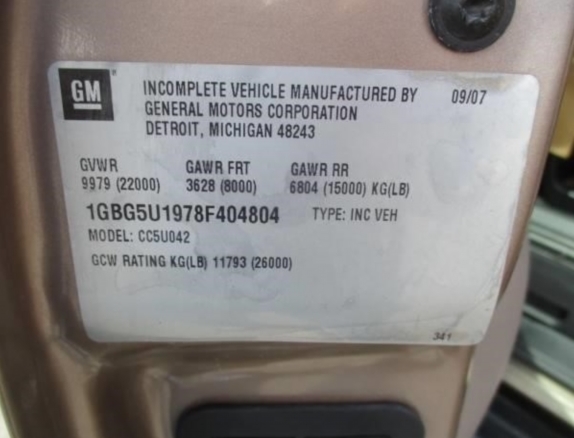 GM INCOMPLETE VEHICLE MANUFACTURED BY 09/07
GENERAL MOTORS CORPORATION
DETROIT, MICHIGAN 48243
GVWR GAWR FRT GAWR RR
9979 (22000) 3628 (8000) 6804 (15000) KG(LB)
1GBG5U1978F404804 TYPE: INC VEH
MODEL: CC5U042
GCW RATING KG(LB) 11793 (26000)
341